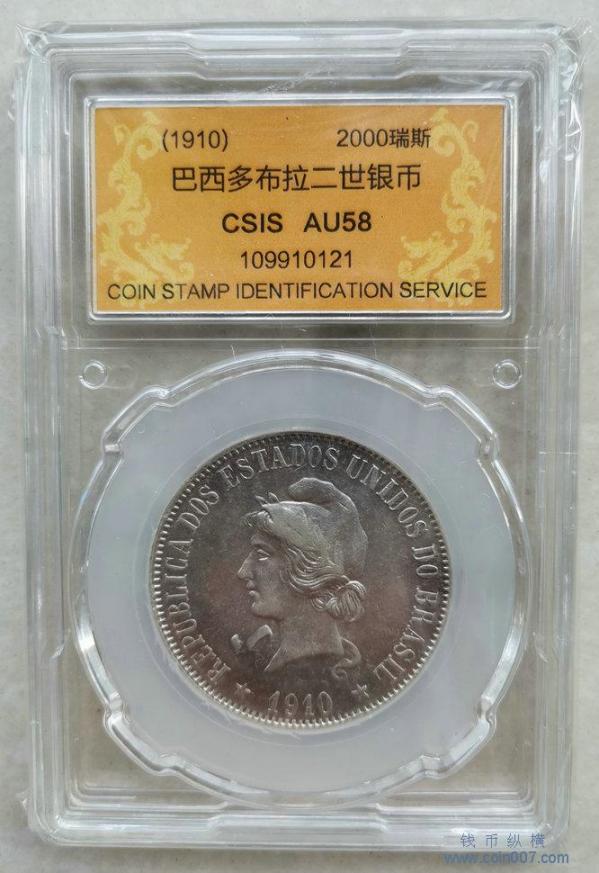 (1910) 2000瑞斯
巴西多布拉二世银币
CSIS AU58
109910121
COIN STAMP IDENTIFICATION SERVICE
REPUBLICA DOS ESTADOS UNIDOS DO BRASIL
1910
钱币纵横
www.coin007.com